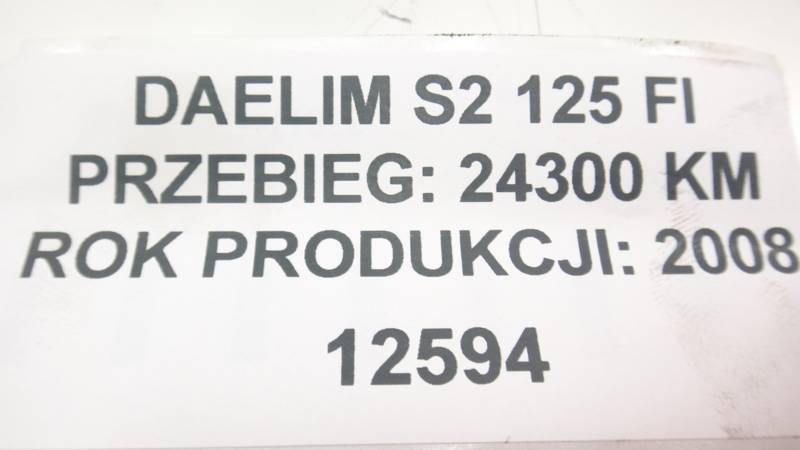 DAELIM S2 125 FI
PRZEBIEG: 24300 KM
ROK PRODUKCJI: 2008
12594